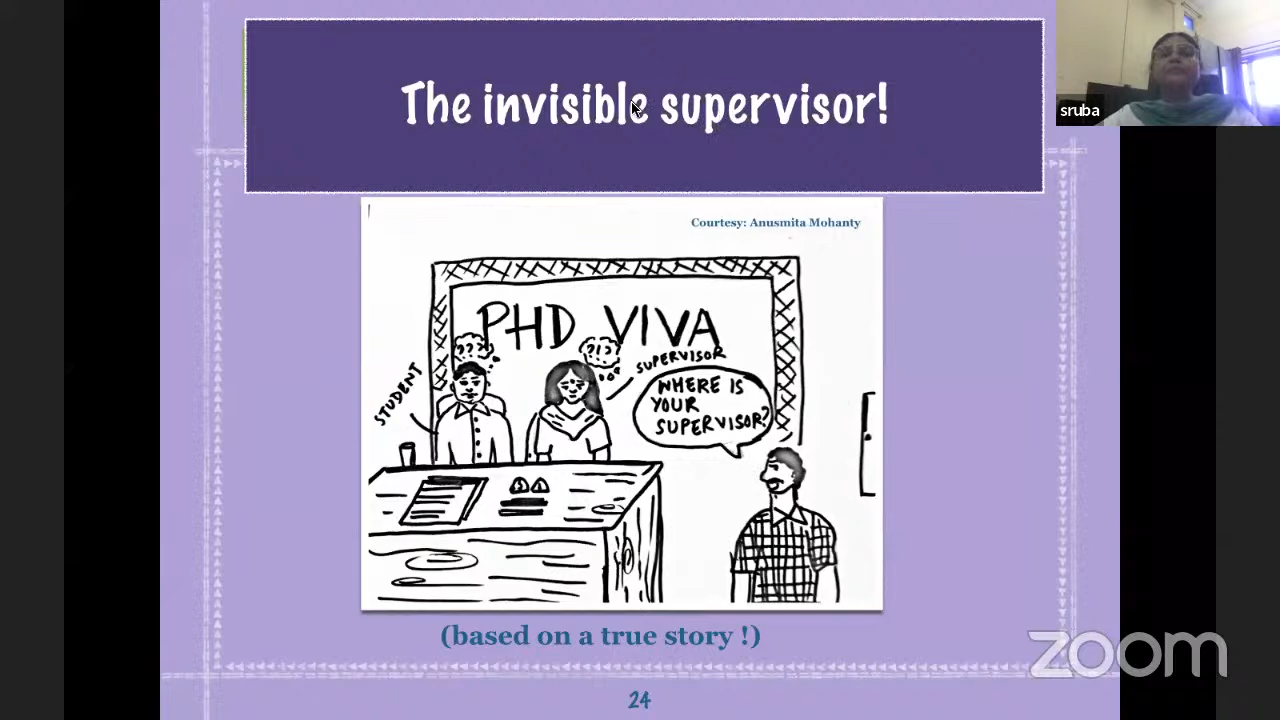 The invisible supervisor!
sruba
Courtesy: Anusmita Mohanty
PHD VIVA
???
?!?
STUDENT
SUPERVISOR
WHERE IS
YOUR
SUPERVISOR?
(based on a true story !)
zoom
24